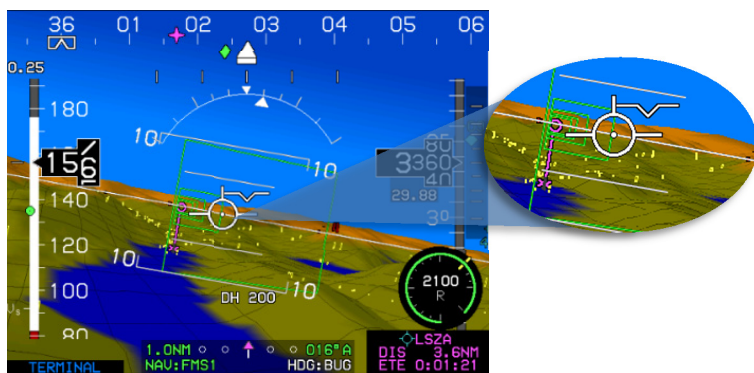 36 01 02 03 04 05 06
0.25
180
156
140
120
100
80
10 10
10 10
3360
40
29.88
DH 200
2100
R
1.0NM 016°A
NAV:FMS1 HDG:BUG
TERMINAL
LSZA
DIS 3.6NM
ETE 0:01:21